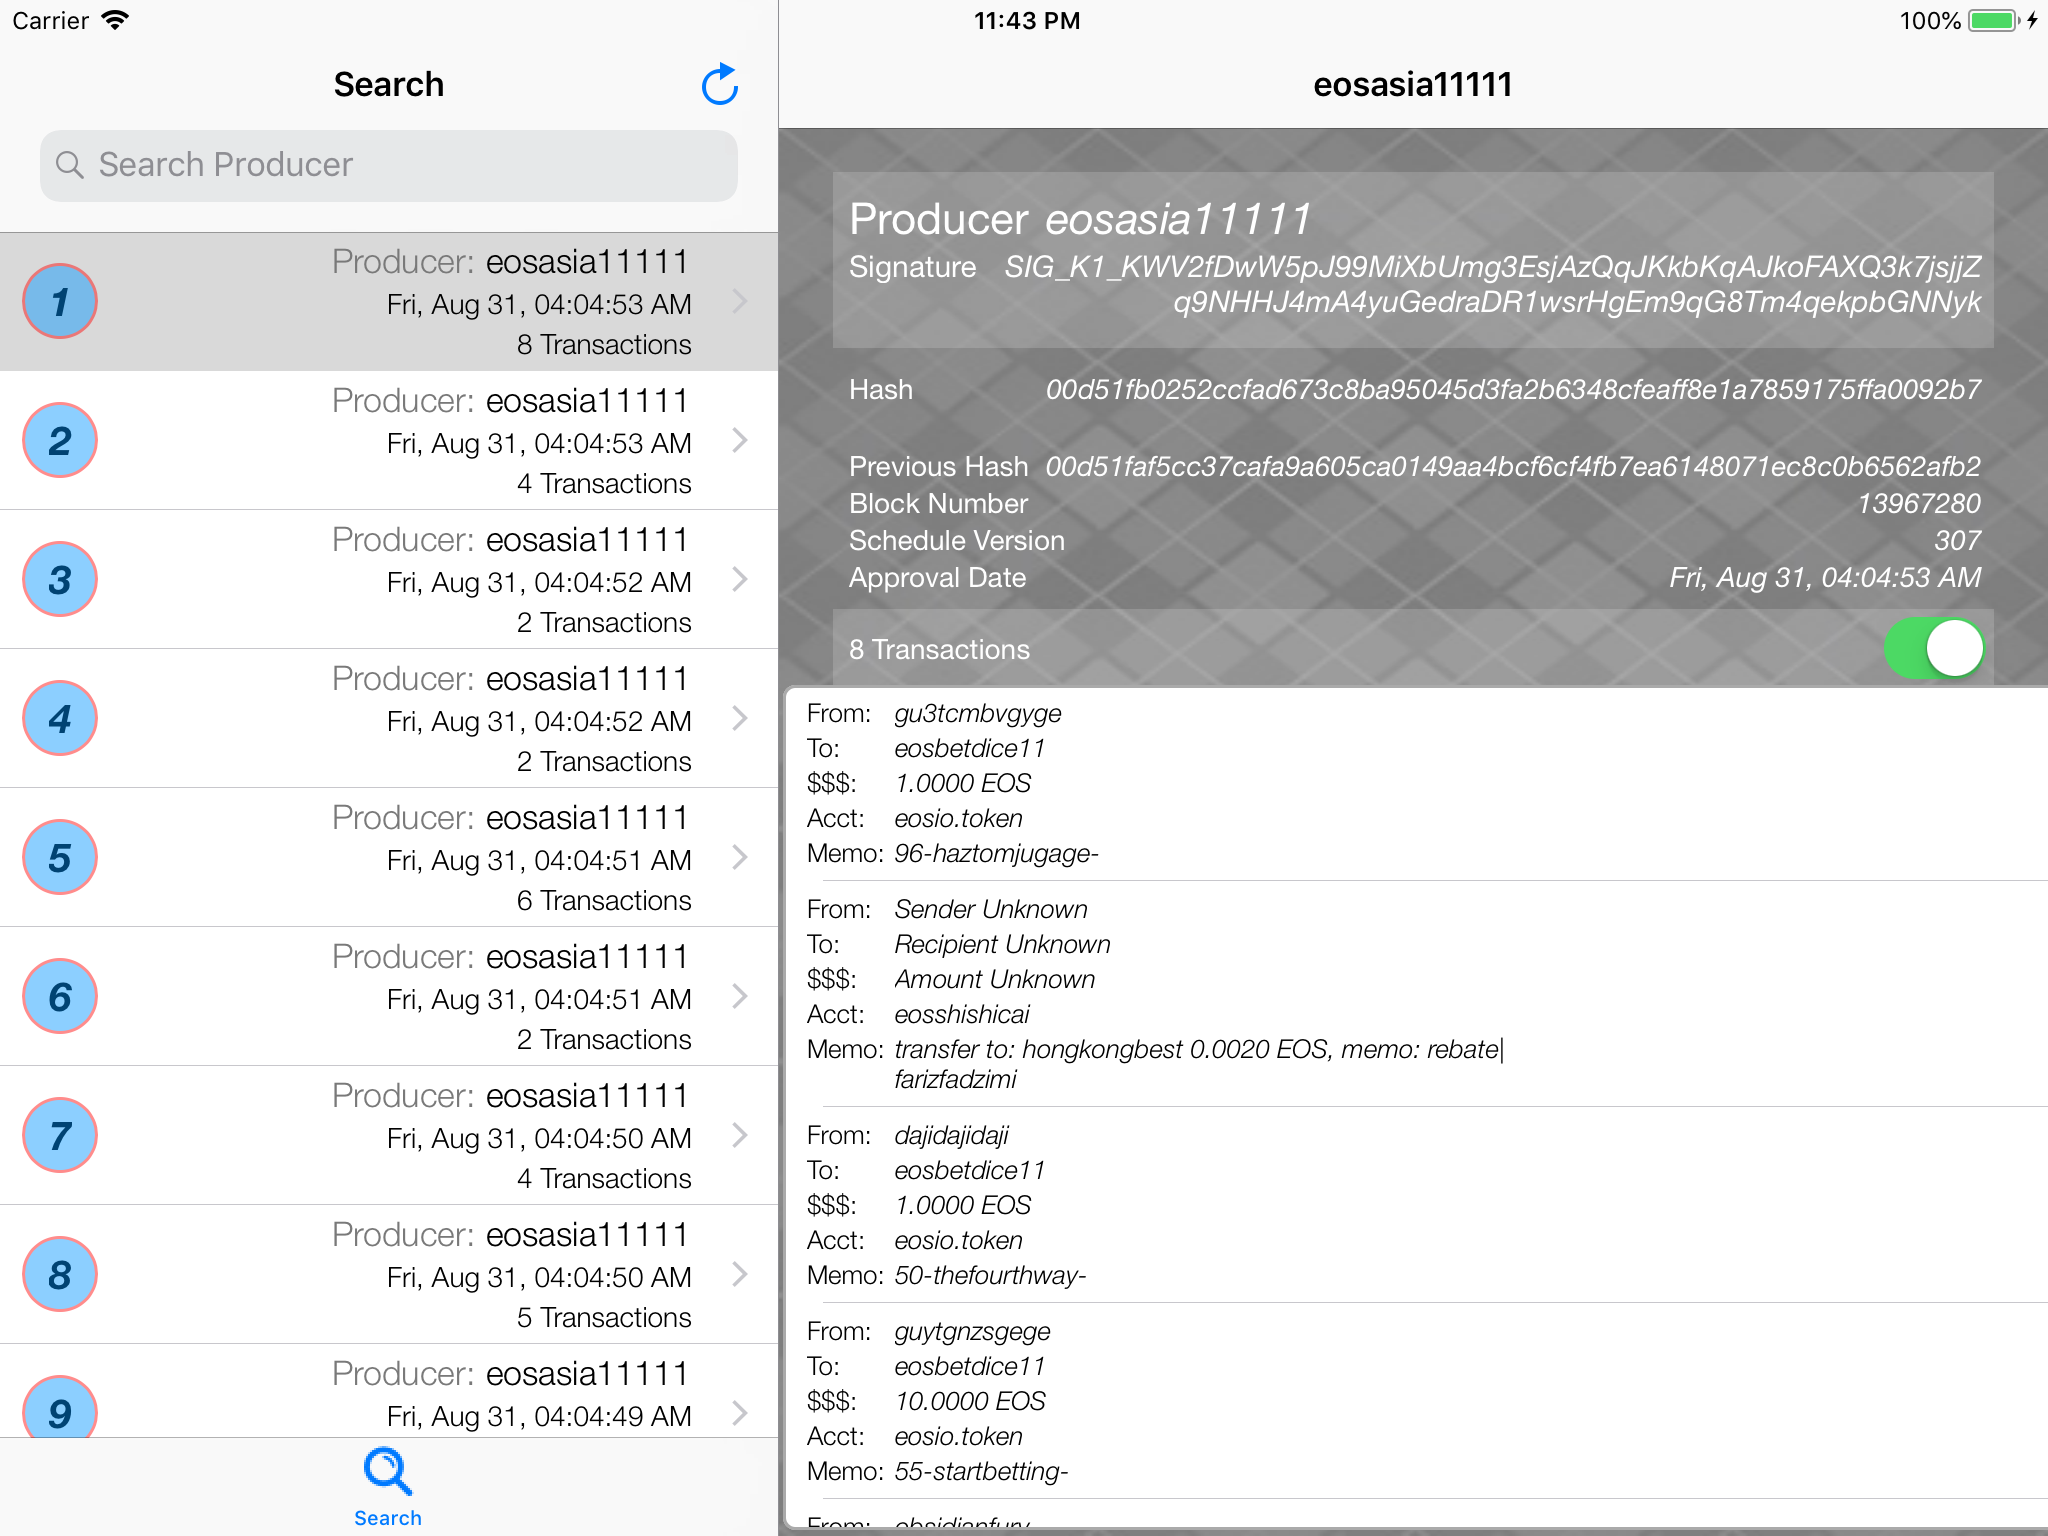 Carrier
11:43 PM
100%
Search
Search Producer
1
Producer: eosasia11111
Fri, Aug 31, 04:04:53 AM
8 Transactions
2
Producer: eosasia11111
Fri, Aug 31, 04:04:53 AM
4 Transactions
3
Producer: eosasia11111
Fri, Aug 31, 04:04:52 AM
2 Transactions
4
Producer: eosasia11111
Fri, Aug 31, 04:04:52 AM
2 Transactions
5
Producer: eosasia11111
Fri, Aug 31, 04:04:51 AM
6 Transactions
6
Producer: eosasia11111
Fri, Aug 31, 04:04:51 AM
2 Transactions
7
Producer: eosasia11111
Fri, Aug 31, 04:04:50 AM
4 Transactions
8
Producer: eosasia11111
Fri, Aug 31, 04:04:50 AM
5 Transactions
9
Producer: eosasia11111
Fri, Aug 31, 04:04:49 AM
Search
eosasia11111
Producer eosasia11111
Signature SIG_K1_KWV2fDwW5pJ99MiXbUmg3EsjAzQqJKkbKqAJkoFAXQ3k7jsjjZ
q9NHHJ4mA4yuGedraDR1wsrHgEm9qG8Tm4qekpbGNNyk
Hash 00d51fb0252ccfad673c8ba95045d3fa2b6348cfeaff8e1a7859175ffa0092b7
Previous Hash 00d51faf5cc37cafa9a605ca0149aa4bcf6cf4fb7ea6148071ec8c0b6562afb2
Block Number 13967280
Schedule Version 307
Approval Date Fri, Aug 31, 04:04:53 AM
8 Transactions
From: gu3tcmbvgyge
To: eosbetdice11
$$$: 1.0000 EOS
Acct: eosio.token
Memo: 96-haztomjugage-
From: Sender Unknown
To: Recipient Unknown
$$$: Amount Unknown
Acct: eosshishicai
Memo: transfer to: hongkongbest 0.0020 EOS, memo: rebate|
farizfadzimi
From: dajidajidaji
To: eosbetdice11
$$$: 1.0000 EOS
Acct: eosio.token
Memo: 50-thefourthway-
From: guytgnzsgege
To: eosbetdice11
$$$: 10.0000 EOS
Acct: eosio.token
Memo: 55-startbetting-
From: obsidianfury